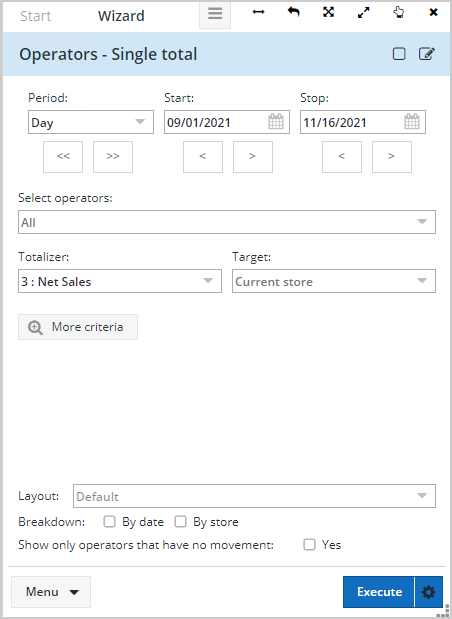 Start Wizard
Operators - Single total
Period: Start: Stop:
Day 09/01/2021 11/16/2021
<< >> < > < >
Select operators:
All
Totalizer: Target:
3 : Net Sales Current store
More criteria
Layout: Default
Breakdown: By date By store
Show only operators that have no movement: Yes
Menu Execute